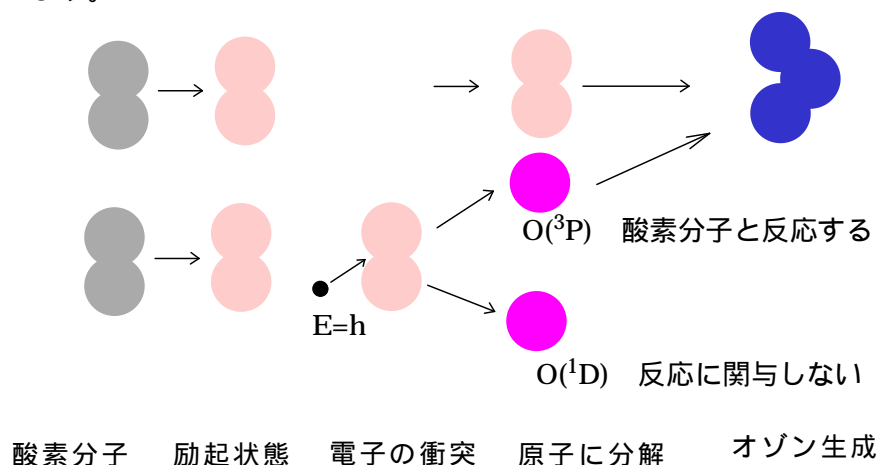 O(³P) 酸素分子と反応する
E=h
O(¹D) 反応に関与しない
酸素分子 励起状態 電子の衝突 原子に分解 オゾン生成